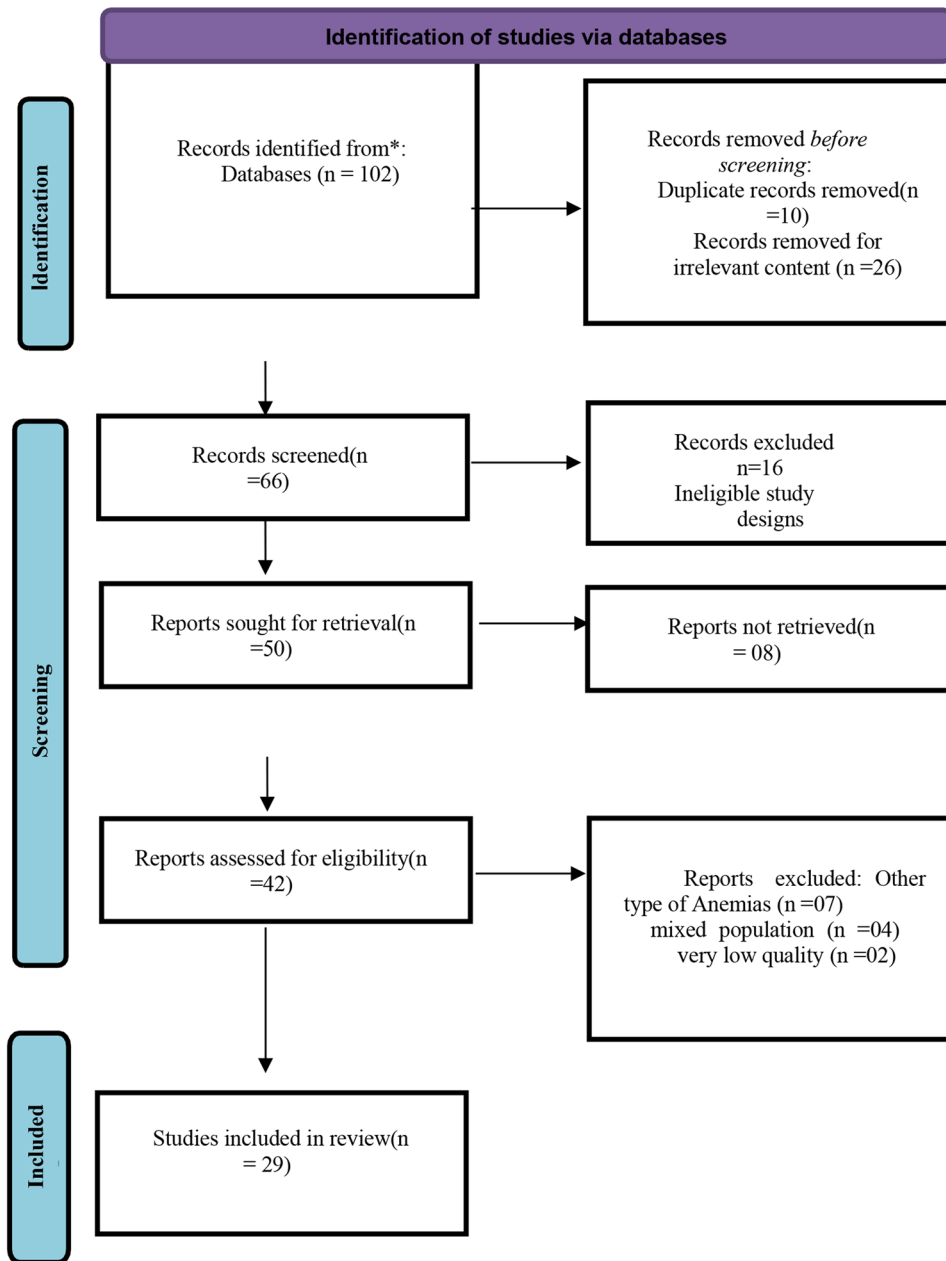 Identification of studies via databases
Identification
Records identified from*:
Databases (n = 102)
Records removed before
screening:
Duplicate records removed(n
=10)
Records removed for
irrelevant content (n =26)
Screening
Records screened(n
=66)
Records excluded
n=16
Ineligible study
designs
Reports sought for retrieval(n
=50)
Reports not retrieved(n
= 08)
Reports assessed for eligibility(n
=42)
Reports excluded: Other
type of Anemias (n =07)
mixed population (n =04)
very low quality (n =02)
Included
Studies included in review(n
= 29)